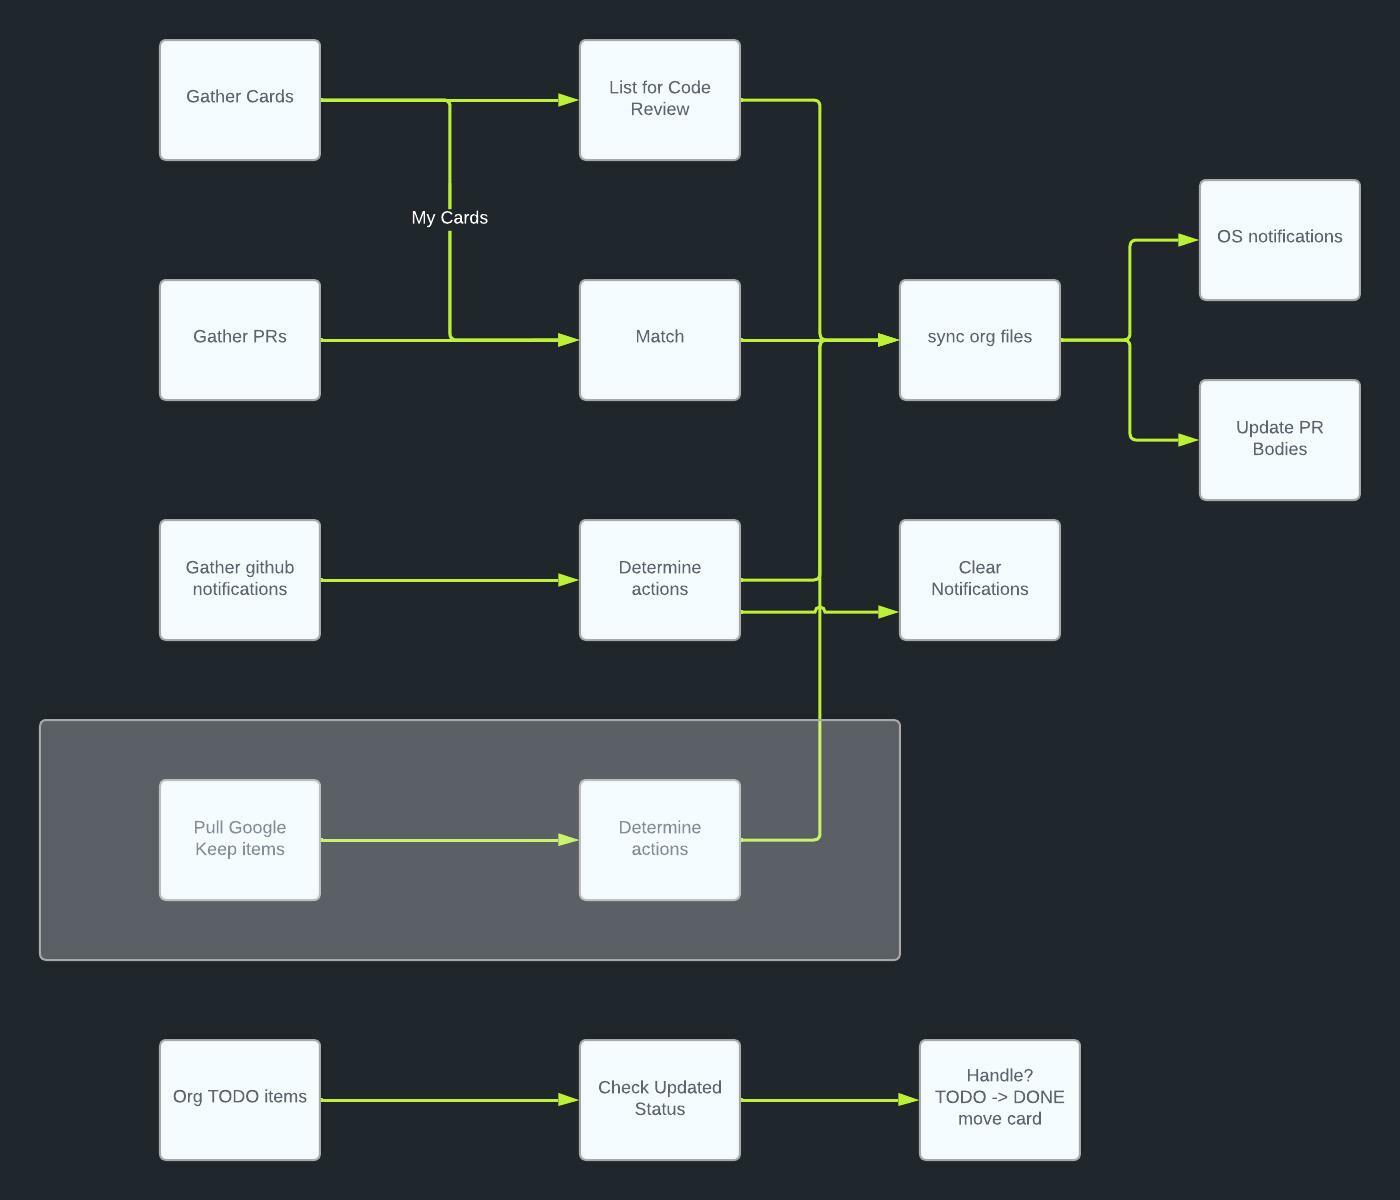 Gather Cards
List for Code
Review
My Cards
OS notifications
Gather PRs
Match
sync org files
Update PR
Bodies
Gather github
notifications
Determine
actions
Clear
Notifications
Pull Google
Keep items
Determine
actions
Org TODO items
Check Updated
Status
Handle?
TODO -> DONE
move card